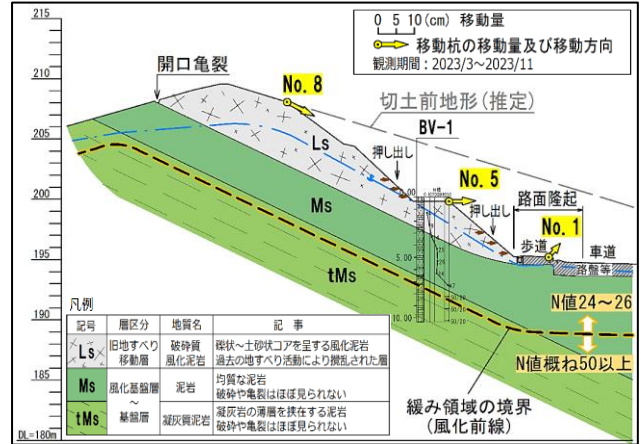 215
210
205
200
195
189
185
DL=180m
0 5 10(cm) 移動量
移動杭の移動量及び移動方向
観測期間：2023/3～2023/11
開口亀裂
No. 8
切土前地形(推定)
BV-1
Ls
押し出し
No. 5
路面隆起
押し出し
No. 1
歩道
車道
路盤等
Ms
tMs
5.00
10.00
N値24～26
N値概ね50以上
緩み領域の境界
(風化前線)
凡例
記号 層区分 地質名 記 事
Ls 旧地すべり移動層 破砕質風化泥岩 礫状～土砂状コアを呈する風化泥岩
過去の地すべり活動により擾乱された層
Ms 風化基盤層 泥岩 均質な泥岩
破砕や亀裂はほぼ見られない
～
tMs 基盤層 凝灰質泥岩 凝灰岩の薄層を挟在する泥岩
破砕や亀裂はほぼ見られない